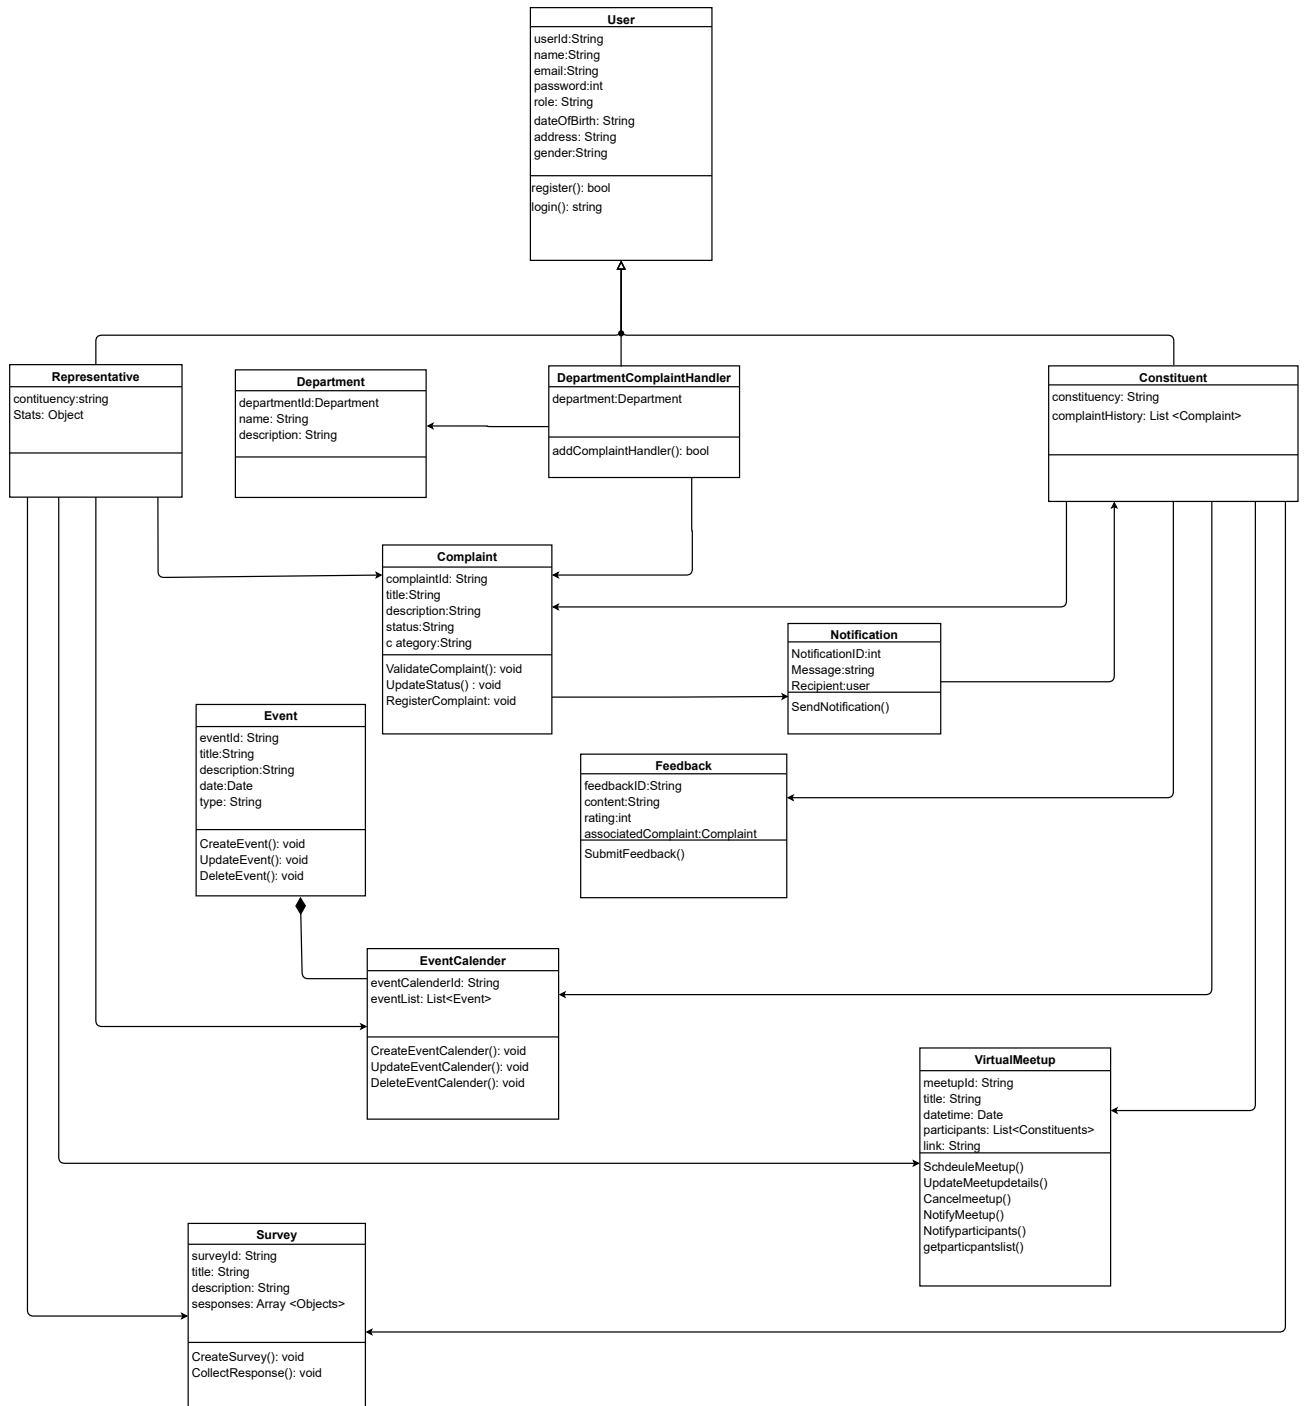 User
userId:String
name:String
email:String
password:int
role: String
dateOfBirth: String
address: String
gender:String
register(): bool
login(): string
Representative
contituency:string
Stats: Object
Department
departmentId:Department
name: String
description: String
DepartmentComplaintHandler
department:Department
addComplaintHandler(): bool
Constituent
constituency: String
complaintHistory: List <Complaint>
Complaint
complaintId: String
title:String
description:String
status:String
c ategory:String
ValidateComplaint(): void
UpdateStatus() : void
RegisterComplaint: void
Notification
NotificationID:int
Message:string
Recipient:user
SendNotification()
Event
eventId: String
title:String
description:String
date:Date
type: String
CreateEvent(): void
UpdateEvent(): void
DeleteEvent(): void
Feedback
feedbackID:String
content:String
rating:int
associatedComplaint:Complaint
SubmitFeedback()
EventCalender
eventCalenderId: String
eventList: List<Event>
CreateEventCalender(): void
UpdateEventCalender(): void
DeleteEventCalender(): void
VirtualMeetup
meetupId: String
title: String
datetime: Date
participants: List<Constituents>
link: String
SchdeuleMeetup()
UpdateMeetupdetails()
Cancelmeetup()
NotifyMeetup()
Notifyparticipants()
getparticpantslist()
Survey
surveyId: String
title: String
description: String
sesponses: Array <Objects>
CreateSurvey(): void
CollectResponse(): void